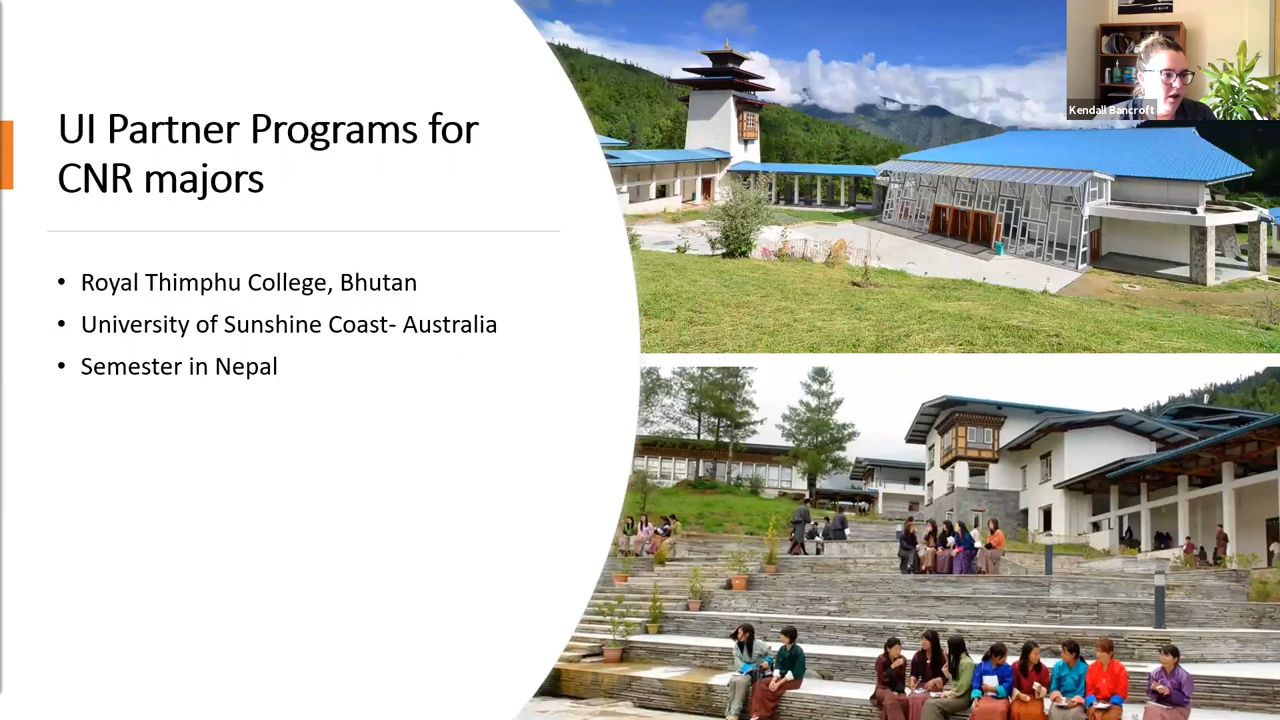 UI Partner Programs for
CNR majors
• Royal Thimphu College, Bhutan
• University of Sunshine Coast- Australia
• Semester in Nepal
Kendall Bancroft